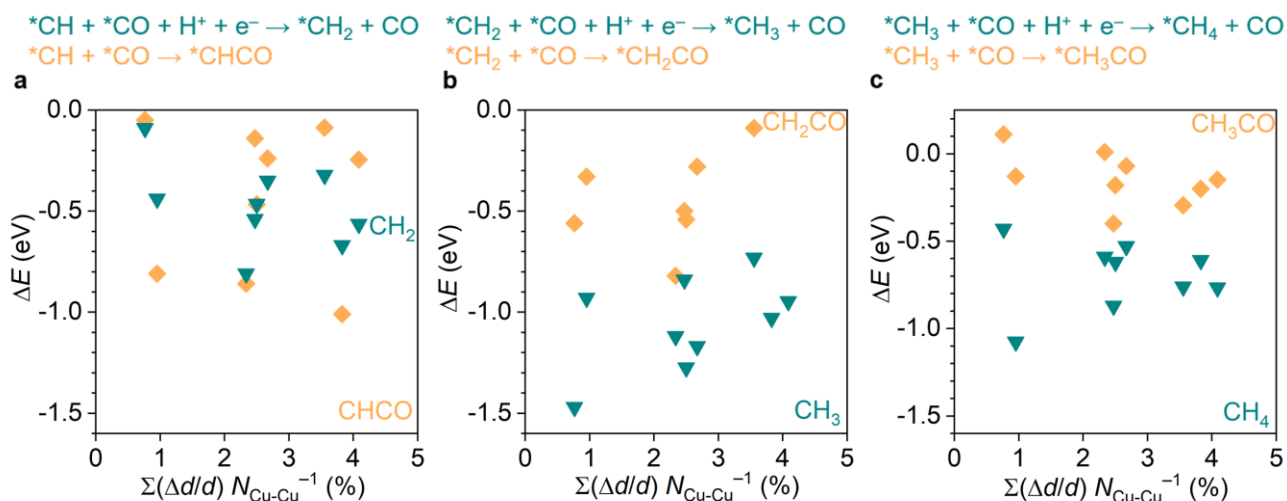 *CH + *CO + H⁺ + e⁻ → *CH₂ + CO
*CH + *CO → *CHCO
*CH₂ + *CO + H⁺ + e⁻ → *CH₃ + CO
*CH₂ + *CO → *CH₂CO
*CH₃ + *CO + H⁺ + e⁻ → *CH₄ + CO
*CH₃ + *CO → *CH₃CO
a
0.0
-0.5
-1.0
-1.5
ΔE (eV)
CH₂
CHCO
0 1 2 3 4 5
Σ(Δd/d) N_Cu-Cu⁻¹ (%)
b
0.0
-0.5
-1.0
-1.5
ΔE (eV)
CH₂CO
CH₃
0 1 2 3 4 5
Σ(Δd/d) N_Cu-Cu⁻¹ (%)
c
0.0
-0.5
-1.0
-1.5
ΔE (eV)
CH₃CO
CH₄
0 1 2 3 4 5
Σ(Δd/d) N_Cu-Cu⁻¹ (%)